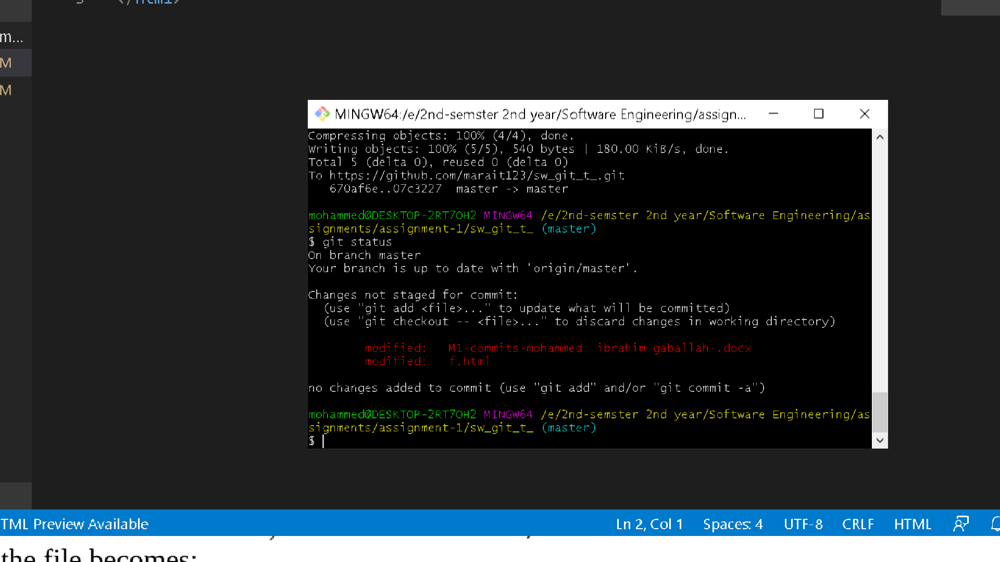 </html>
m...
M
M
MINGW64:/e/2nd-semster 2nd year/Software Engineering/assign...
Compressing objects: 100% (4/4), done.
Writing objects: 100% (5/5), 540 bytes | 180.00 KiB/s, done.
Total 5 (delta 0), reused 0 (delta 0)
To https://github.com/marait123/sw_git_t_.git
670af6e..07c3227  master -> master
mohammed@DESKTOP-2RT7OH2 MINGW64 /e/2nd-semster 2nd year/Software Engineering/as
signments/assignment-1/sw_git_t_ (master)
$ git status
On branch master
Your branch is up to date with 'origin/master'.
Changes not staged for commit:
(use "git add <file>..." to update what will be committed)
(use "git checkout -- <file>..." to discard changes in working directory)
modified:   M1-commits-mohammed  ibrahim gaballah-.docx
modified:   f.html
no changes added to commit (use "git add" and/or "git commit -a")
mohammed@DESKTOP-2RT7OH2 MINGW64 /e/2nd-semster 2nd year/Software Engineering/as
signments/assignment-1/sw_git_t_ (master)
$
TML Preview Available
Ln 2, Col 1
Spaces: 4
UTF-8
CRLF
HTML
the file becomes: